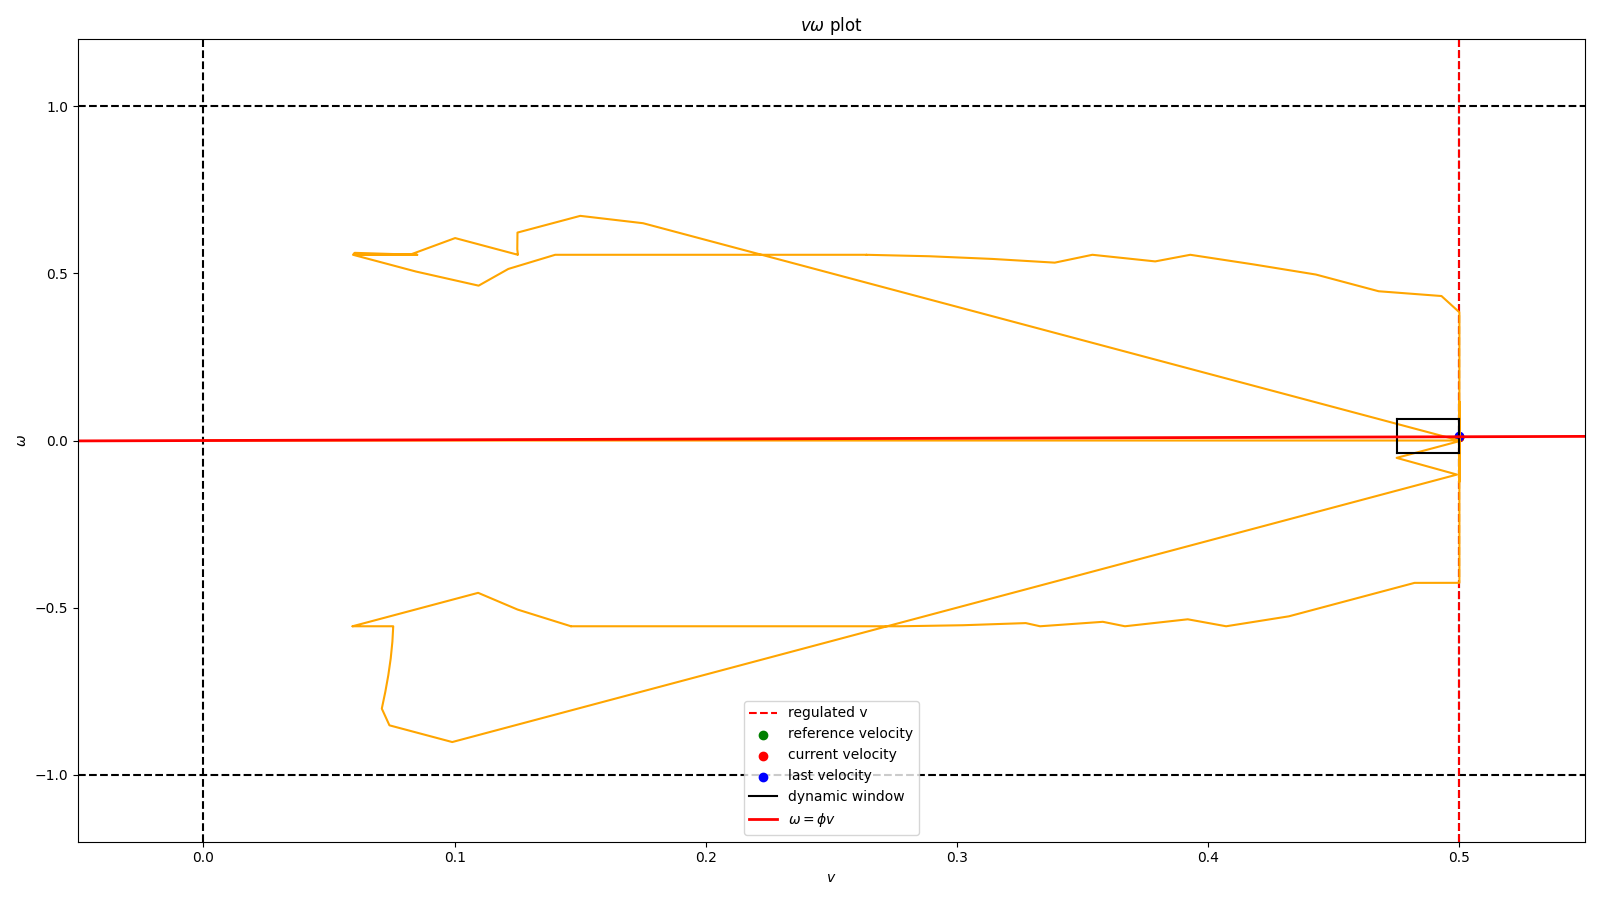 vω plot
1.0
0.5
0.0
−0.5
−1.0
ω
0.0
0.1
0.2
0.3
0.4
0.5
v
regulated v
reference velocity
current velocity
last velocity
dynamic window
ω = ϕv